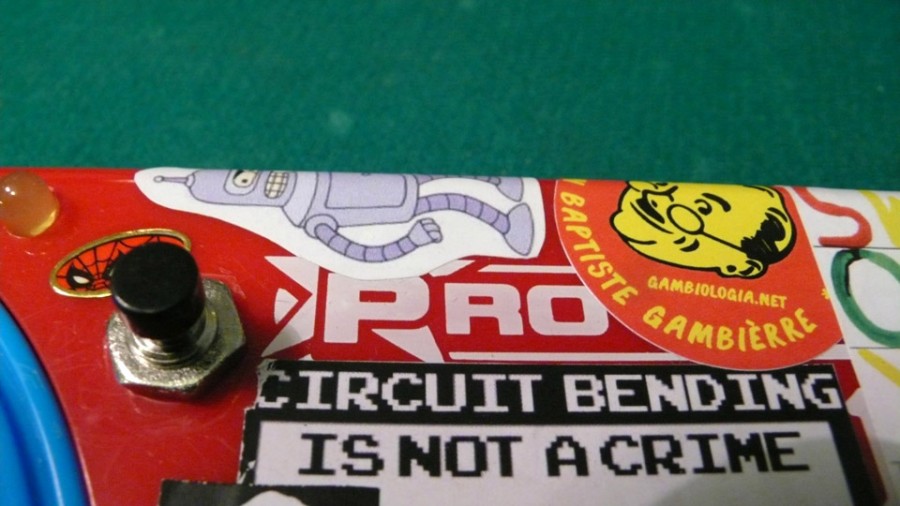 BAPTISTE GAMBIÈRRE
GAMBIOLOGIA.NET
PRO
CIRCUIT BENDING
IS NOT A CRIME